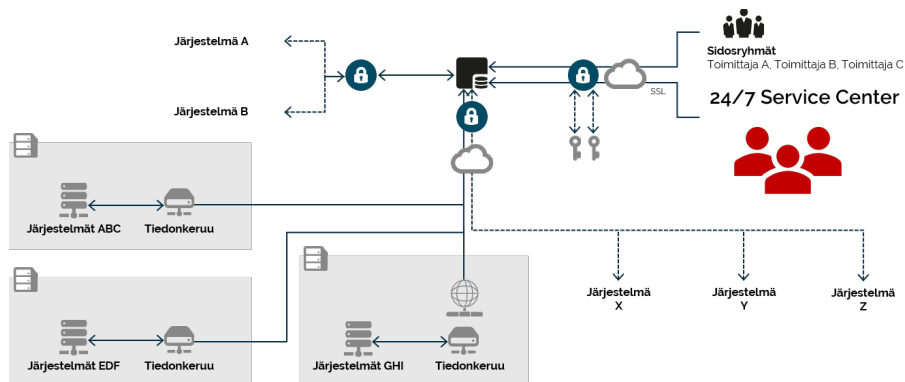 Järjestelmä A
Järjestelmä B
Sidosryhmät
Toimittaja A, Toimittaja B, Toimittaja C
SSL
24/7 Service Center
Järjestelmät ABC
Tiedonkeruu
Järjestelmä
X
Järjestelmä
Y
Järjestelmä
Z
Järjestelmät EDF
Tiedonkeruu
Järjestelmät GHI
Tiedonkeruu